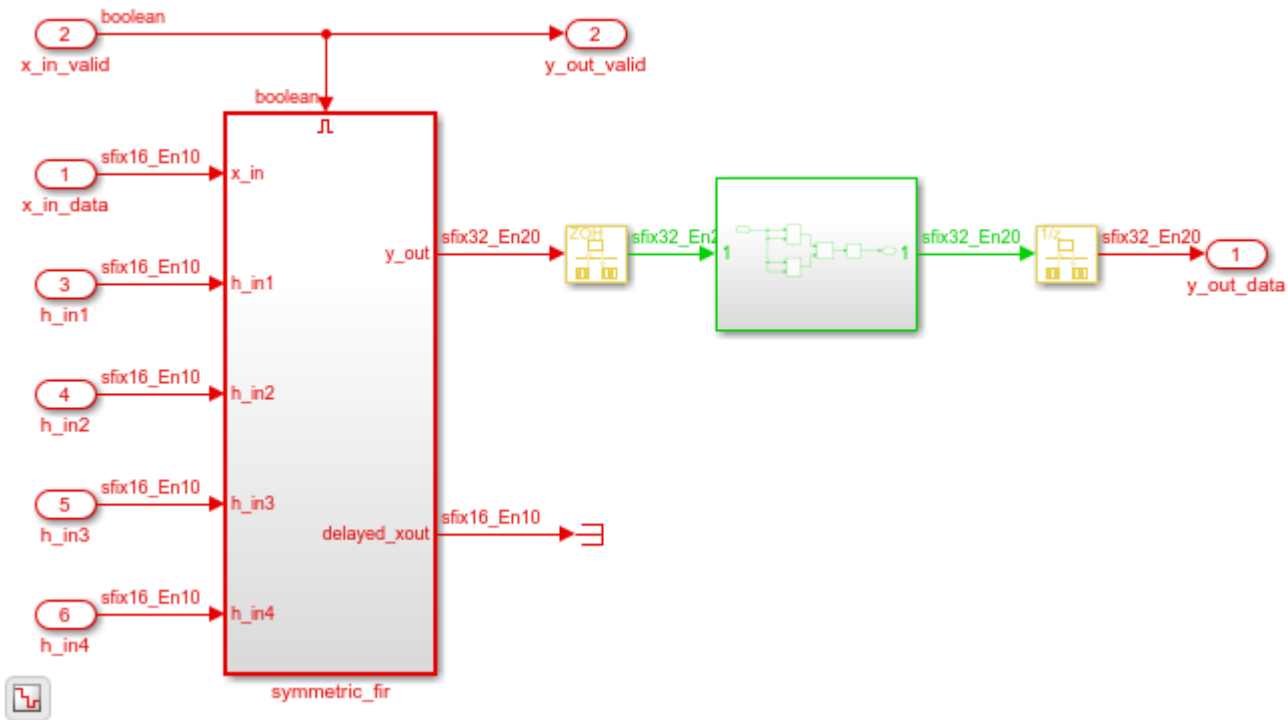 boolean
2
x_in_valid
2
y_out_valid
boolean
sfix16_En10
1
x_in_data
x_in
sfix16_En10
3
h_in1
h_in1
y_out
sfix32_En20
ZOH
sfix32_En2
1
1
sfix32_En20
1/z
sfix32_En20
1
y_out_data
sfix16_En10
4
h_in2
h_in2
sfix16_En10
5
h_in3
h_in3
delayed_xout
sfix16_En10
sfix16_En10
6
h_in4
h_in4
symmetric_fir